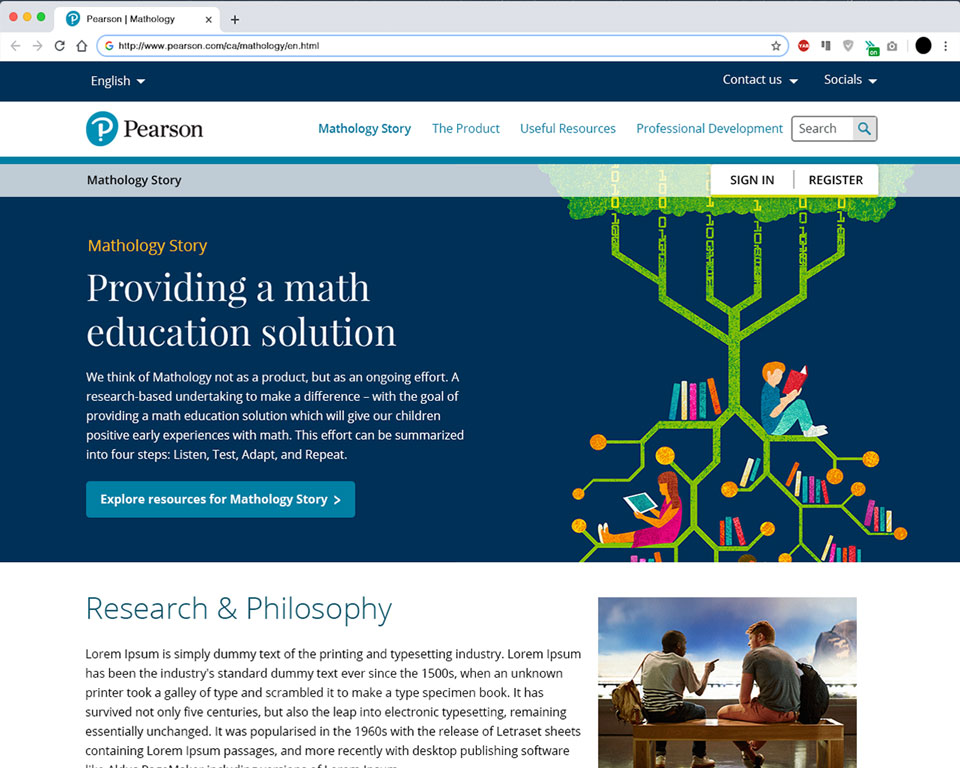 Pearson | Mathology
http://www.pearson.com/ca/mathology/en.html
on
English
Contact us
Socials
Pearson
Mathology Story
The Product
Useful Resources
Professional Development
Search
Mathology Story
SIGN IN
REGISTER
Mathology Story
Providing a math
education solution
We think of Mathology not as a product, but as an ongoing effort. A
research-based undertaking to make a difference – with the goal of
providing a math education solution which will give our children
positive early experiences with math. This effort can be summarized
into four steps: Listen, Test, Adapt, and Repeat.
Explore resources for Mathology Story >
Research & Philosophy
Lorem Ipsum is simply dummy text of the printing and typesetting industry. Lorem Ipsum
has been the industry's standard dummy text ever since the 1500s, when an unknown
printer took a galley of type and scrambled it to make a type specimen book. It has
survived not only five centuries, but also the leap into electronic typesetting, remaining
essentially unchanged. It was popularised in the 1960s with the release of Letraset sheets
containing Lorem Ipsum passages, and more recently with desktop publishing software
like Aldus PageMaker including versions of Lorem Ipsum.